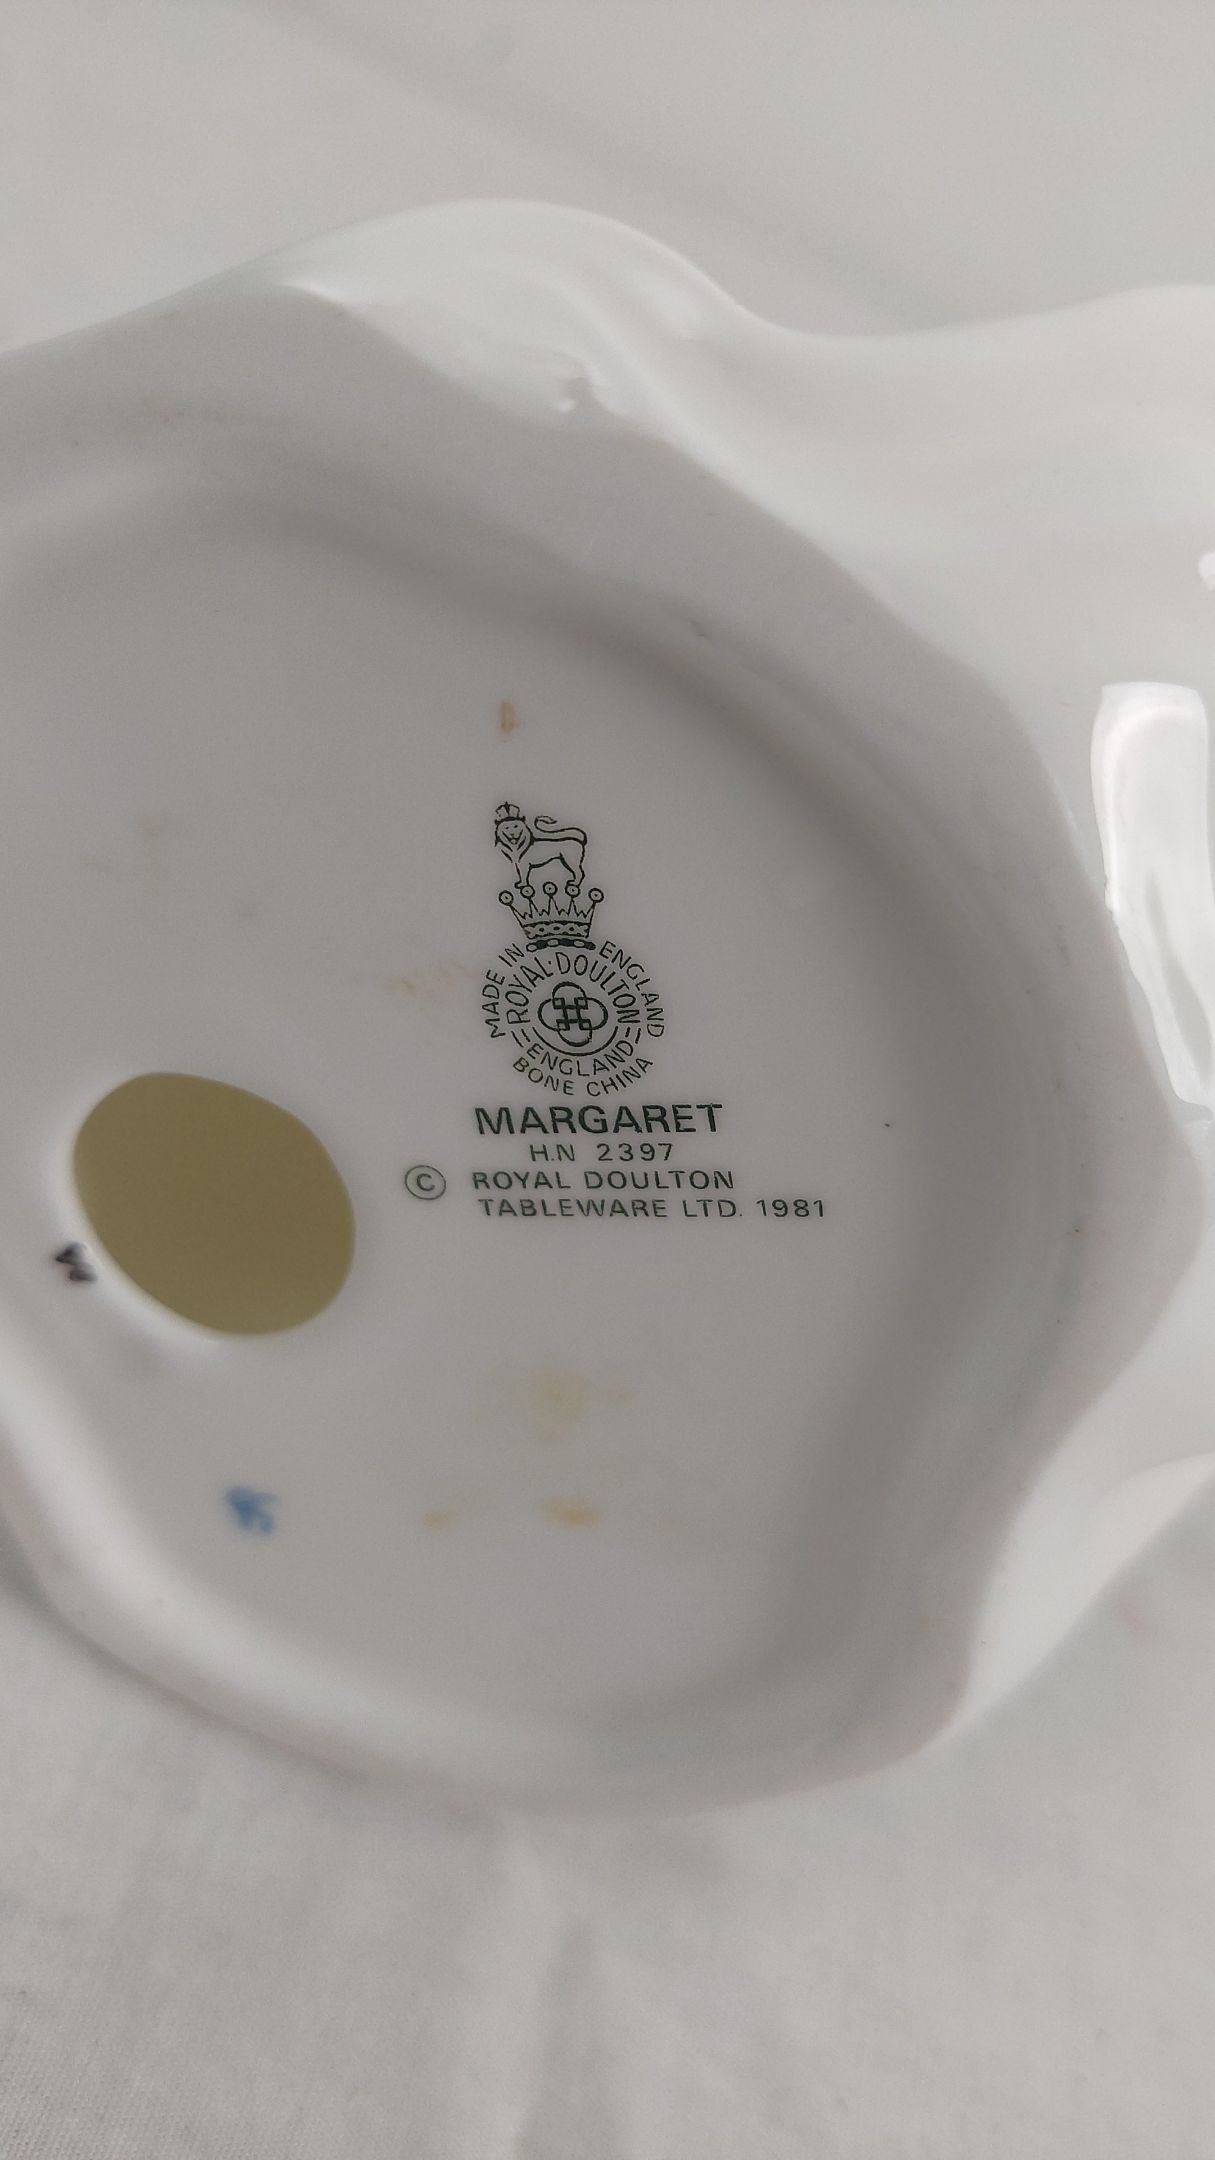 MADE IN ENGLAND
ROYAL·DOULTON
ENGLAND
BONE CHINA
MARGARET
H.N 2397
© ROYAL DOULTON
TABLEWARE LTD. 1981